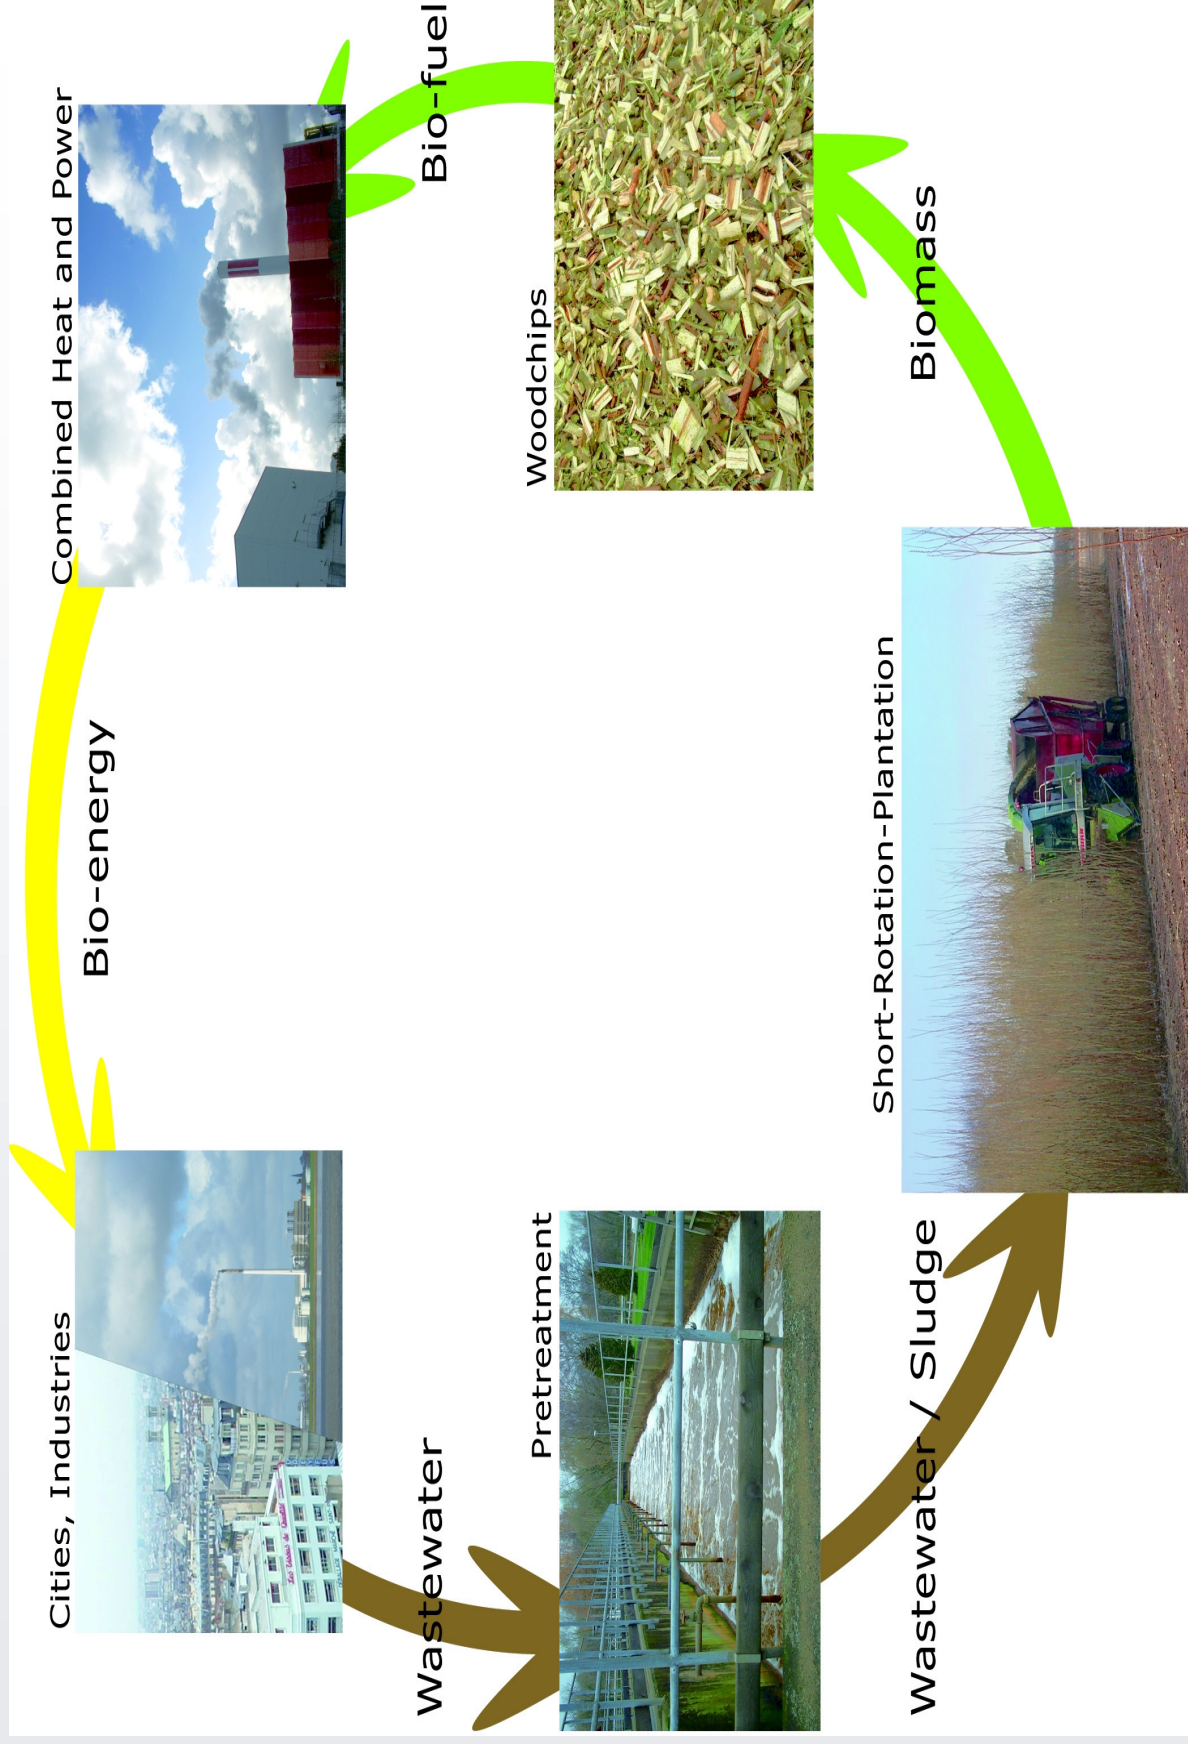 Combined Heat and Power
Bio-fuel
Woodchips
Biomass
Short-Rotation-Plantation
Wastewater / Sludge
Pretreatment
Wastewater
Cities, Industries
Bio-energy